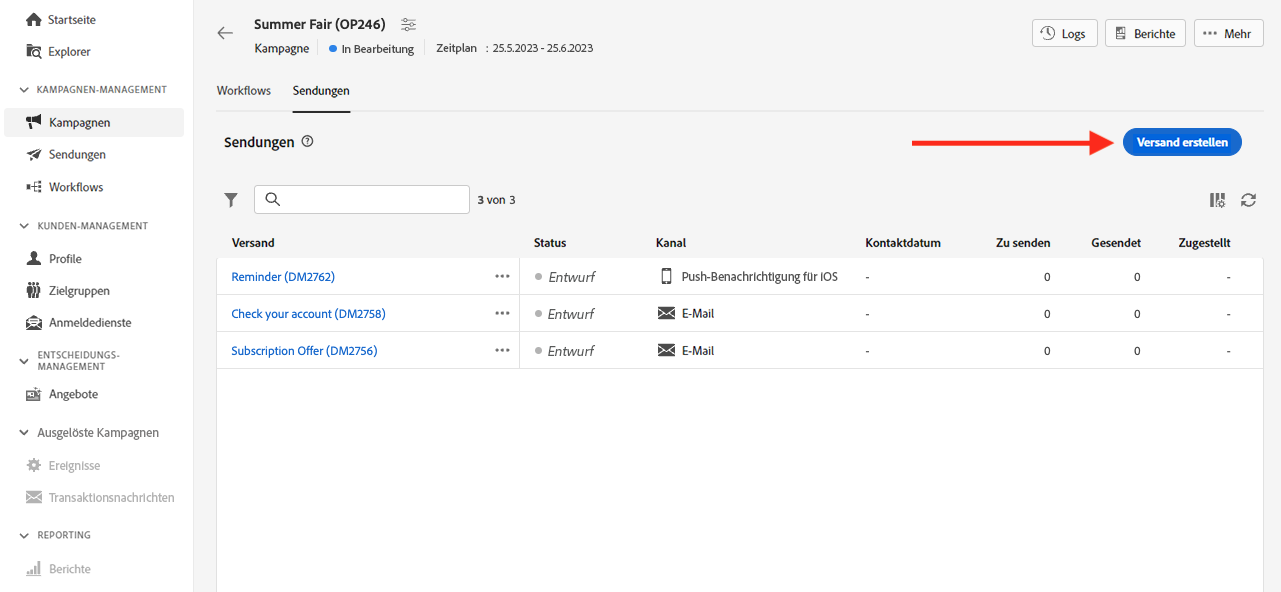 Startseite
Explorer
KAMPAGNEN-MANAGEMENT
Kampagnen
Sendungen
Workflows
KUNDEN-MANAGEMENT
Profile
Zielgruppen
Anmeldedienste
ENTSCHEIDUNGS-
MANAGEMENT
Angebote
Ausgelöste Kampagnen
Ereignisse
Transaktionsnachrichten
REPORTING
Berichte
Summer Fair (OP246)
Kampagne In Bearbeitung Zeitplan : 25.5.2023 - 25.6.2023
Logs Berichte Mehr
Workflows Sendungen
Sendungen
Versand erstellen
3 von 3
Versand Status Kanal Kontaktdatum Zu senden Gesendet Zugestellt
Reminder (DM2762) Entwurf Push-Benachrichtigung für iOS - 0 0 -
Check your account (DM2758) Entwurf E-Mail - 0 0 -
Subscription Offer (DM2756) Entwurf E-Mail - 0 0 -